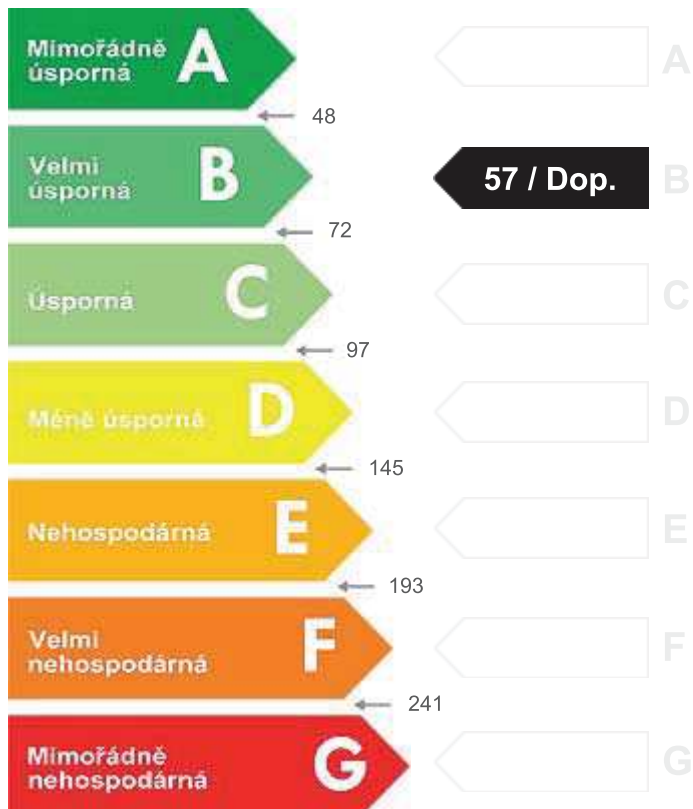 Mimořádně
úsporná
A
A
48
Velmi
úsporná
B
57 / Dop.
B
72
Úsporná
C
C
97
Méně úsporná
D
D
145
Nehospodárná
E
E
193
Velmi
nehospodárná
F
F
241
Mimořádně
nehospodárná
G
G